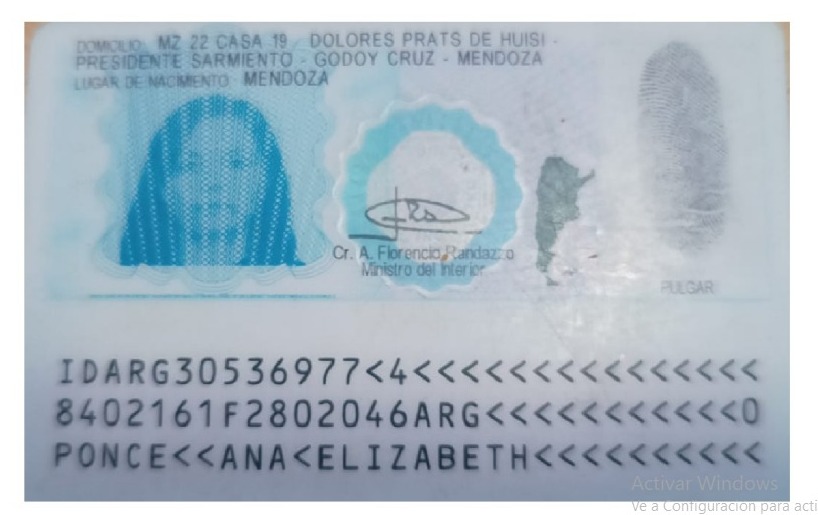 DOMICILIO: MZ 22 CASA 19 DOLORES PRATS DE HUISI -
PRESIDENTE SARMIENTO - GODOY CRUZ - MENDOZA
LUGAR DE NACIMIENTO: MENDOZA
Cr. A. Florencio Randazzo
Ministro del Interior
PULGAR
IDARG30536977<4<<<<<<<<<<<<<<<
8402161F2802046ARG<<<<<<<<<<<0
PONCE<<ANA<ELIZABETH<<<<<<<<<<
Activar Windows
Ve a Configuración para acti